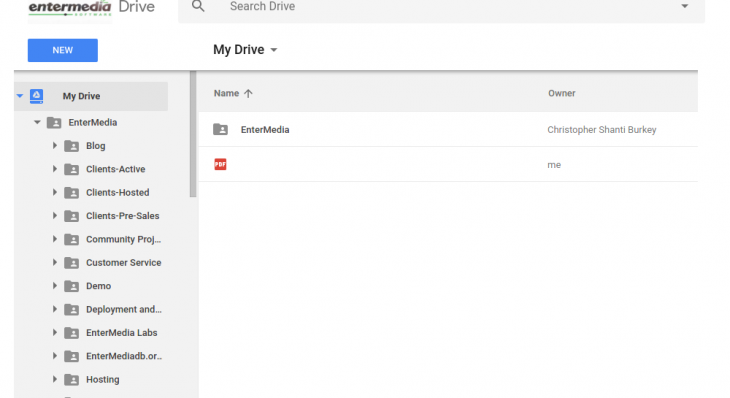 entermedia Drive
SOFTWARE
Search Drive
NEW
My Drive
My Drive
EnterMedia
Blog
Clients-Active
Clients-Hosted
Clients-Pre-Sales
Community Proj...
Customer Service
Demo
Deployment and...
EnterMedia Labs
EnterMediadb.or..
Hosting
Name Owner
EnterMedia Christopher Shanti Burkey
PDF me